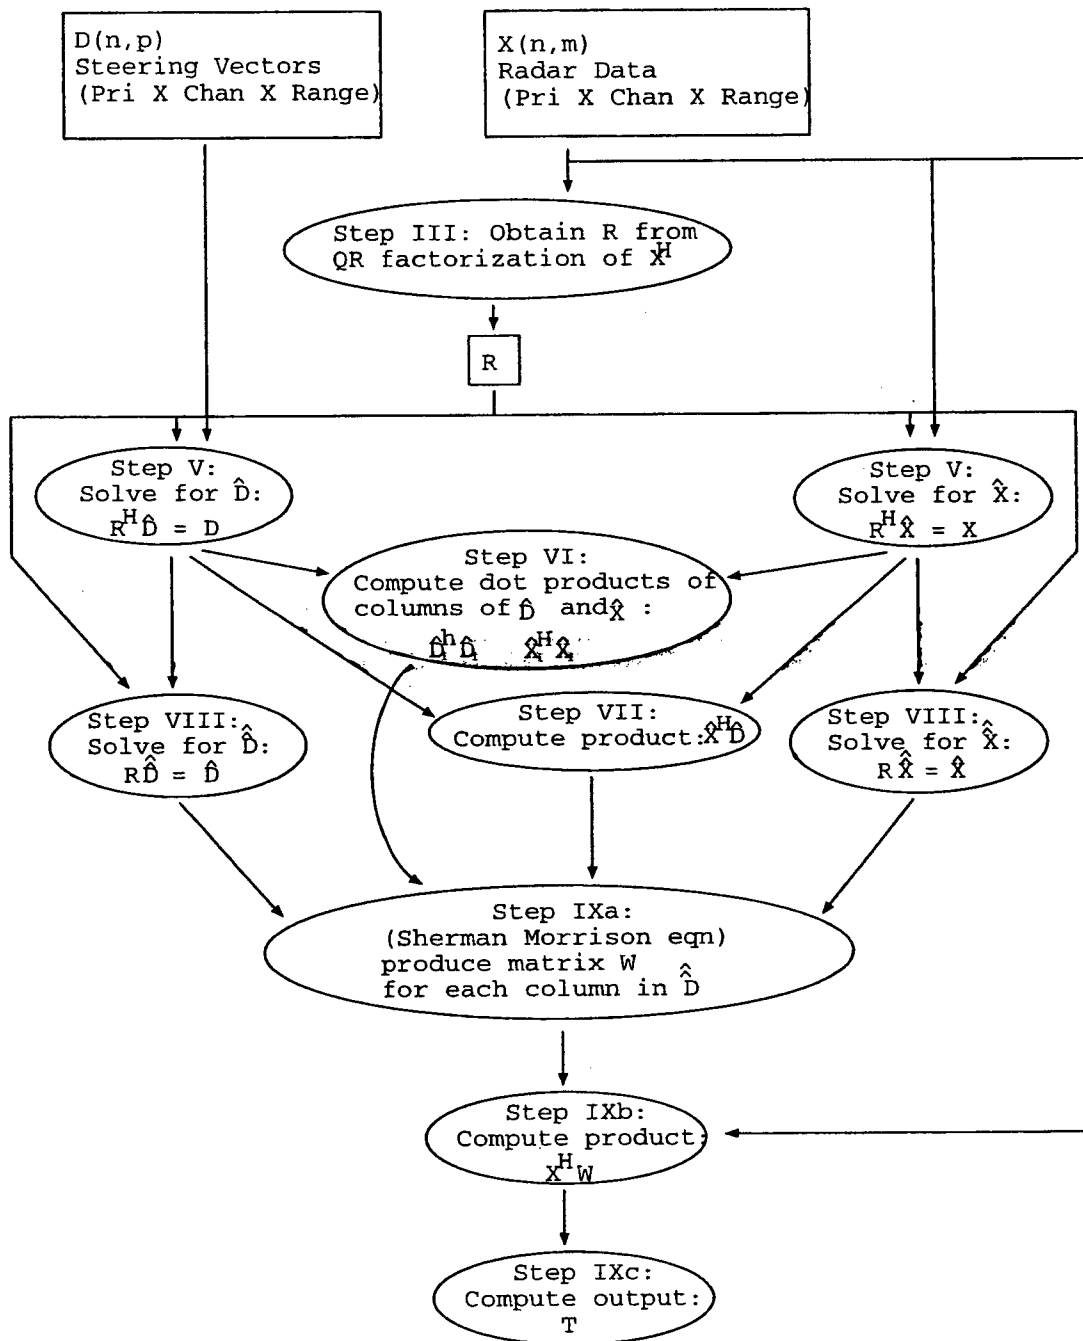 D(n,p)
Steering Vectors
(Pri X Chan X Range)
X(n,m)
Radar Data
(Pri X Chan X Range)
Step III: Obtain R from
QR factorization of X^H
R
Step V:
Solve for D̂:
R^H D̂ = D
Step V:
Solve for X̂:
R^H X̂ = X
Step VI:
Compute dot products of
columns of D̂ and X̂ :
D̂ᵢ^h D̂ᵢ X̂ᵢ^H X̂ᵢ
Step VIII:
Solve for D̂̂:
R D̂̂ = D̂
Step VII:
Compute product: X̂^H D̂
Step VIII:
Solve for X̂̂:
R X̂̂ = X̂
Step IXa:
(Sherman Morrison eqn)
produce matrix W
for each column in D̂̂
Step IXb:
Compute product:
X^H W
Step IXc:
Compute output:
T